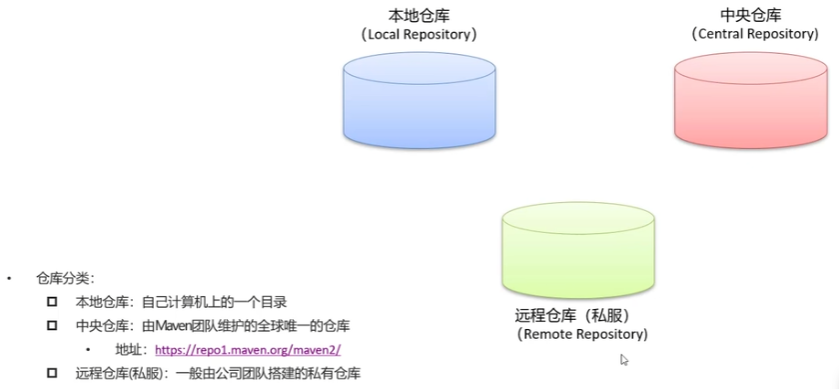 本地仓库
（Local Repository）
中央仓库
（Central Repository)
远程仓库（私服）
（Remote Repository)
• 仓库分类：
本地仓库：自己计算机上的一个目录
中央仓库：由Maven团队维护的全球唯一的仓库
• 地址：https://repo1.maven.org/maven2/
远程仓库(私服)：一般由公司团队搭建的私有仓库